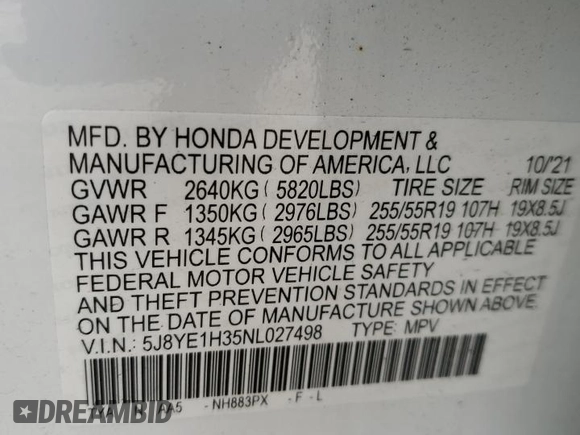 MFD. BY HONDA DEVELOPMENT &
MANUFACTURING OF AMERICA, LLC 10/'21
GVWR 2640KG ( 5820LBS) TIRE SIZE RIM SIZE
GAWR F 1350KG ( 2976LBS) 255/55R19 107H 19X8.5J
GAWR R 1345KG ( 2965LBS) 255/55R19 107H 19X8.5J
THIS VEHICLE CONFORMS TO ALL APPLICABLE
FEDERAL MOTOR VEHICLE SAFETY
AND THEFT PREVENTION STANDARDS IN EFFECT
ON THE DATE OF MANUFACTURE SHOWN ABOVE.
V.I.N.: 5J8YE1H35NL027498 TYPE: MPV
AA5 -NH883PX -F -L
DREAMBID